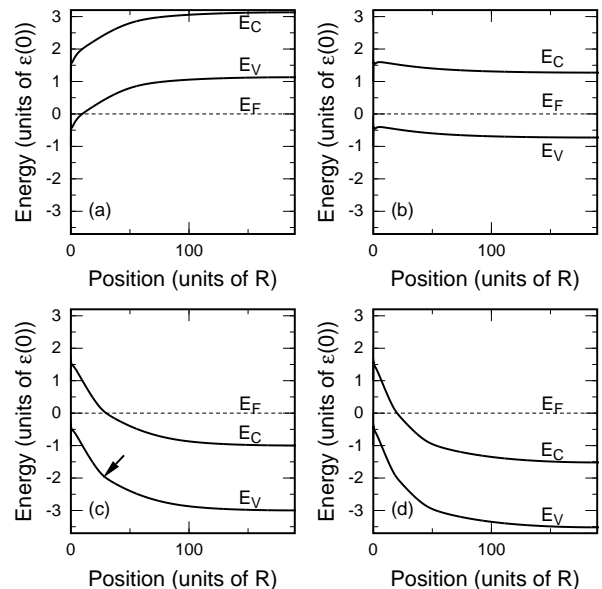 Energy (units of ε(0))
3
2
1
0
-1
-2
-3
E_C
E_V
E_F
(a)
0
100
Position (units of R)
Energy (units of ε(0))
3
2
1
0
-1
-2
-3
E_C
E_F
E_V
(b)
0
100
Position (units of R)
Energy (units of ε(0))
3
2
1
0
-1
-2
-3
E_F
E_C
E_V
(c)
0
100
Position (units of R)
Energy (units of ε(0))
3
2
1
0
-1
-2
-3
E_F
E_C
E_V
(d)
0
100
Position (units of R)